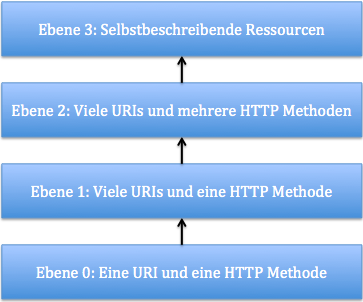 Ebene 3: Selbstbeschreibende Ressourcen
Ebene 2: Viele URIs und mehrere HTTP Methoden
Ebene 1: Viele URIs und eine HTTP Methode
Ebene 0: Eine URI und eine HTTP Methode